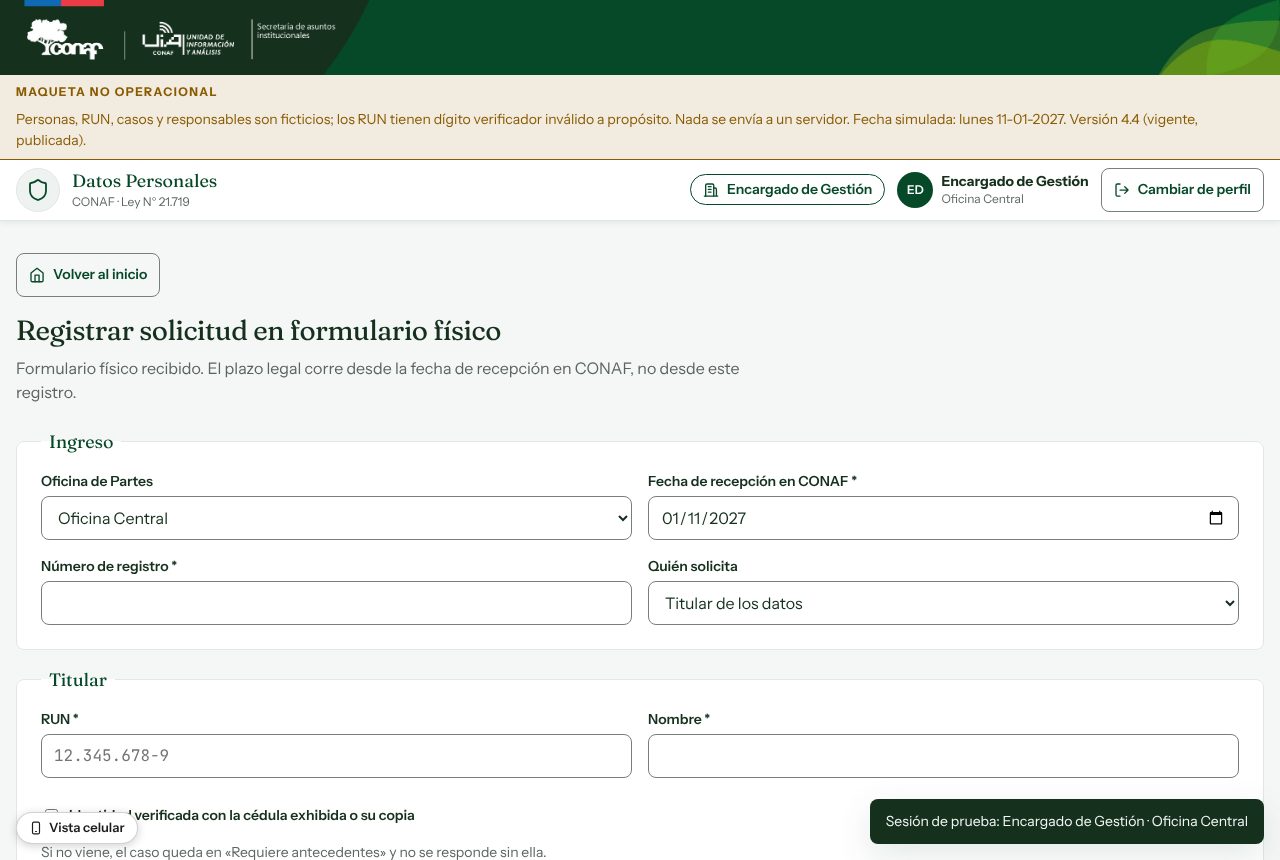 Conaf
UIA
CONAF
UNIDAD DE
INFORMACIÓN
Y ANÁLISIS
Secretaría de asuntos
institucionales
MAQUETA NO OPERACIONAL
Personas, RUN, casos y responsables son ficticios; los RUN tienen dígito verificador inválido a propósito. Nada se envía a un servidor. Fecha simulada: lunes 11-01-2027. Versión 4.4 (vigente,
publicada).
Datos Personales
CONAF · Ley N° 21.719
Encargado de Gestión
ED
Encargado de Gestión
Oficina Central
Cambiar de perfil
Volver al inicio
Registrar solicitud en formulario físico
Formulario físico recibido. El plazo legal corre desde la fecha de recepción en CONAF, no desde este
registro.
Ingreso
Oficina de Partes
Fecha de recepción en CONAF *
Oficina Central
01/11/2027
Número de registro *
Quién solicita
Titular de los datos
Titular
RUN *
Nombre *
12.345.678-9
verificada con la cédula exhibida o su copia
Vista celular
Sesión de prueba: Encargado de Gestión · Oficina Central
Si no viene, el caso queda en «Requiere antecedentes» y no se responde sin ella.